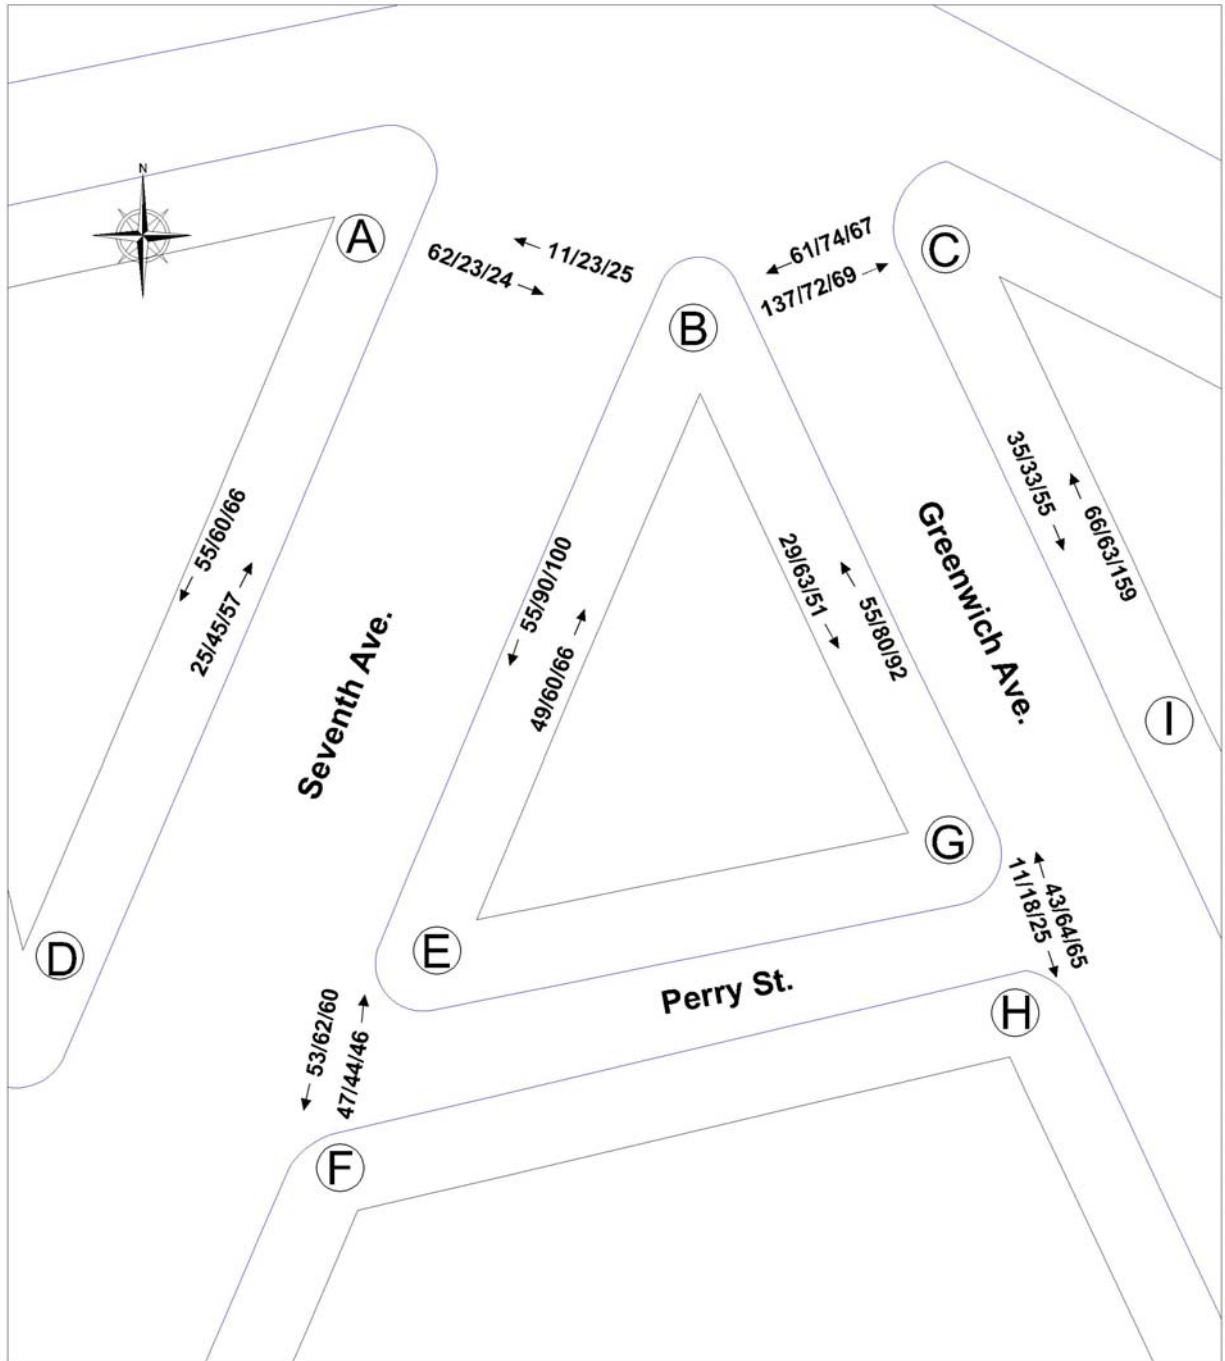 N
A
62/23/24
11/23/25
61/74/67
137/72/69
C
B
55/60/66
25/45/57
Seventh Ave.
55/90/100
49/60/66
29/63/51
55/80/92
Greenwich Ave.
35/33/55
66/63/159
I
D
E
G
53/62/60
47/44/46
Perry St.
43/64/65
11/18/25
H
F